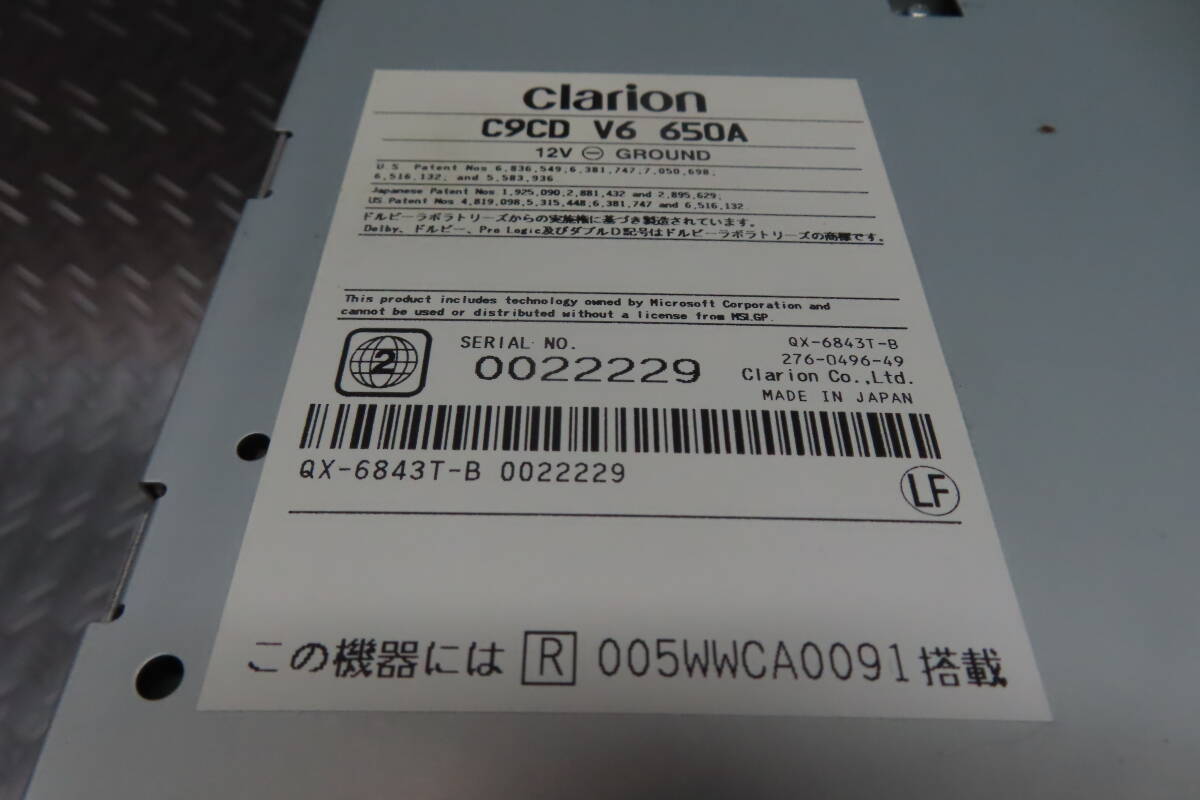 clarion
C9CD V6 650A
12V ⊖ GROUND
U.S. Patent Nos 6,836,549;6,381,747;7,050,698;
6,516,132; and 5,583,936
Japanese Patent Nos 1,925,090,2,881,432 and 2,895,629;
US Patent Nos 4,819,098,5,315,448,6,381,747 and 6,516,132
ドルビーラボラトリーズからの実施権に基づき製造されています。
Dolby、ドルビー、Pro Logic及びダブルD記号はドルビーラボラトリーズの商標です。
This product includes technology owned by Microsoft Corporation and
cannot be used or distributed without a license from MSLGP.
2
SERIAL NO.
0022229
QX-6843T-B
276-0496-49
Clarion Co.,Ltd.
MADE IN JAPAN
QX-6843T-B 0022229
LF
この機器には R 005WWCA0091 搭載